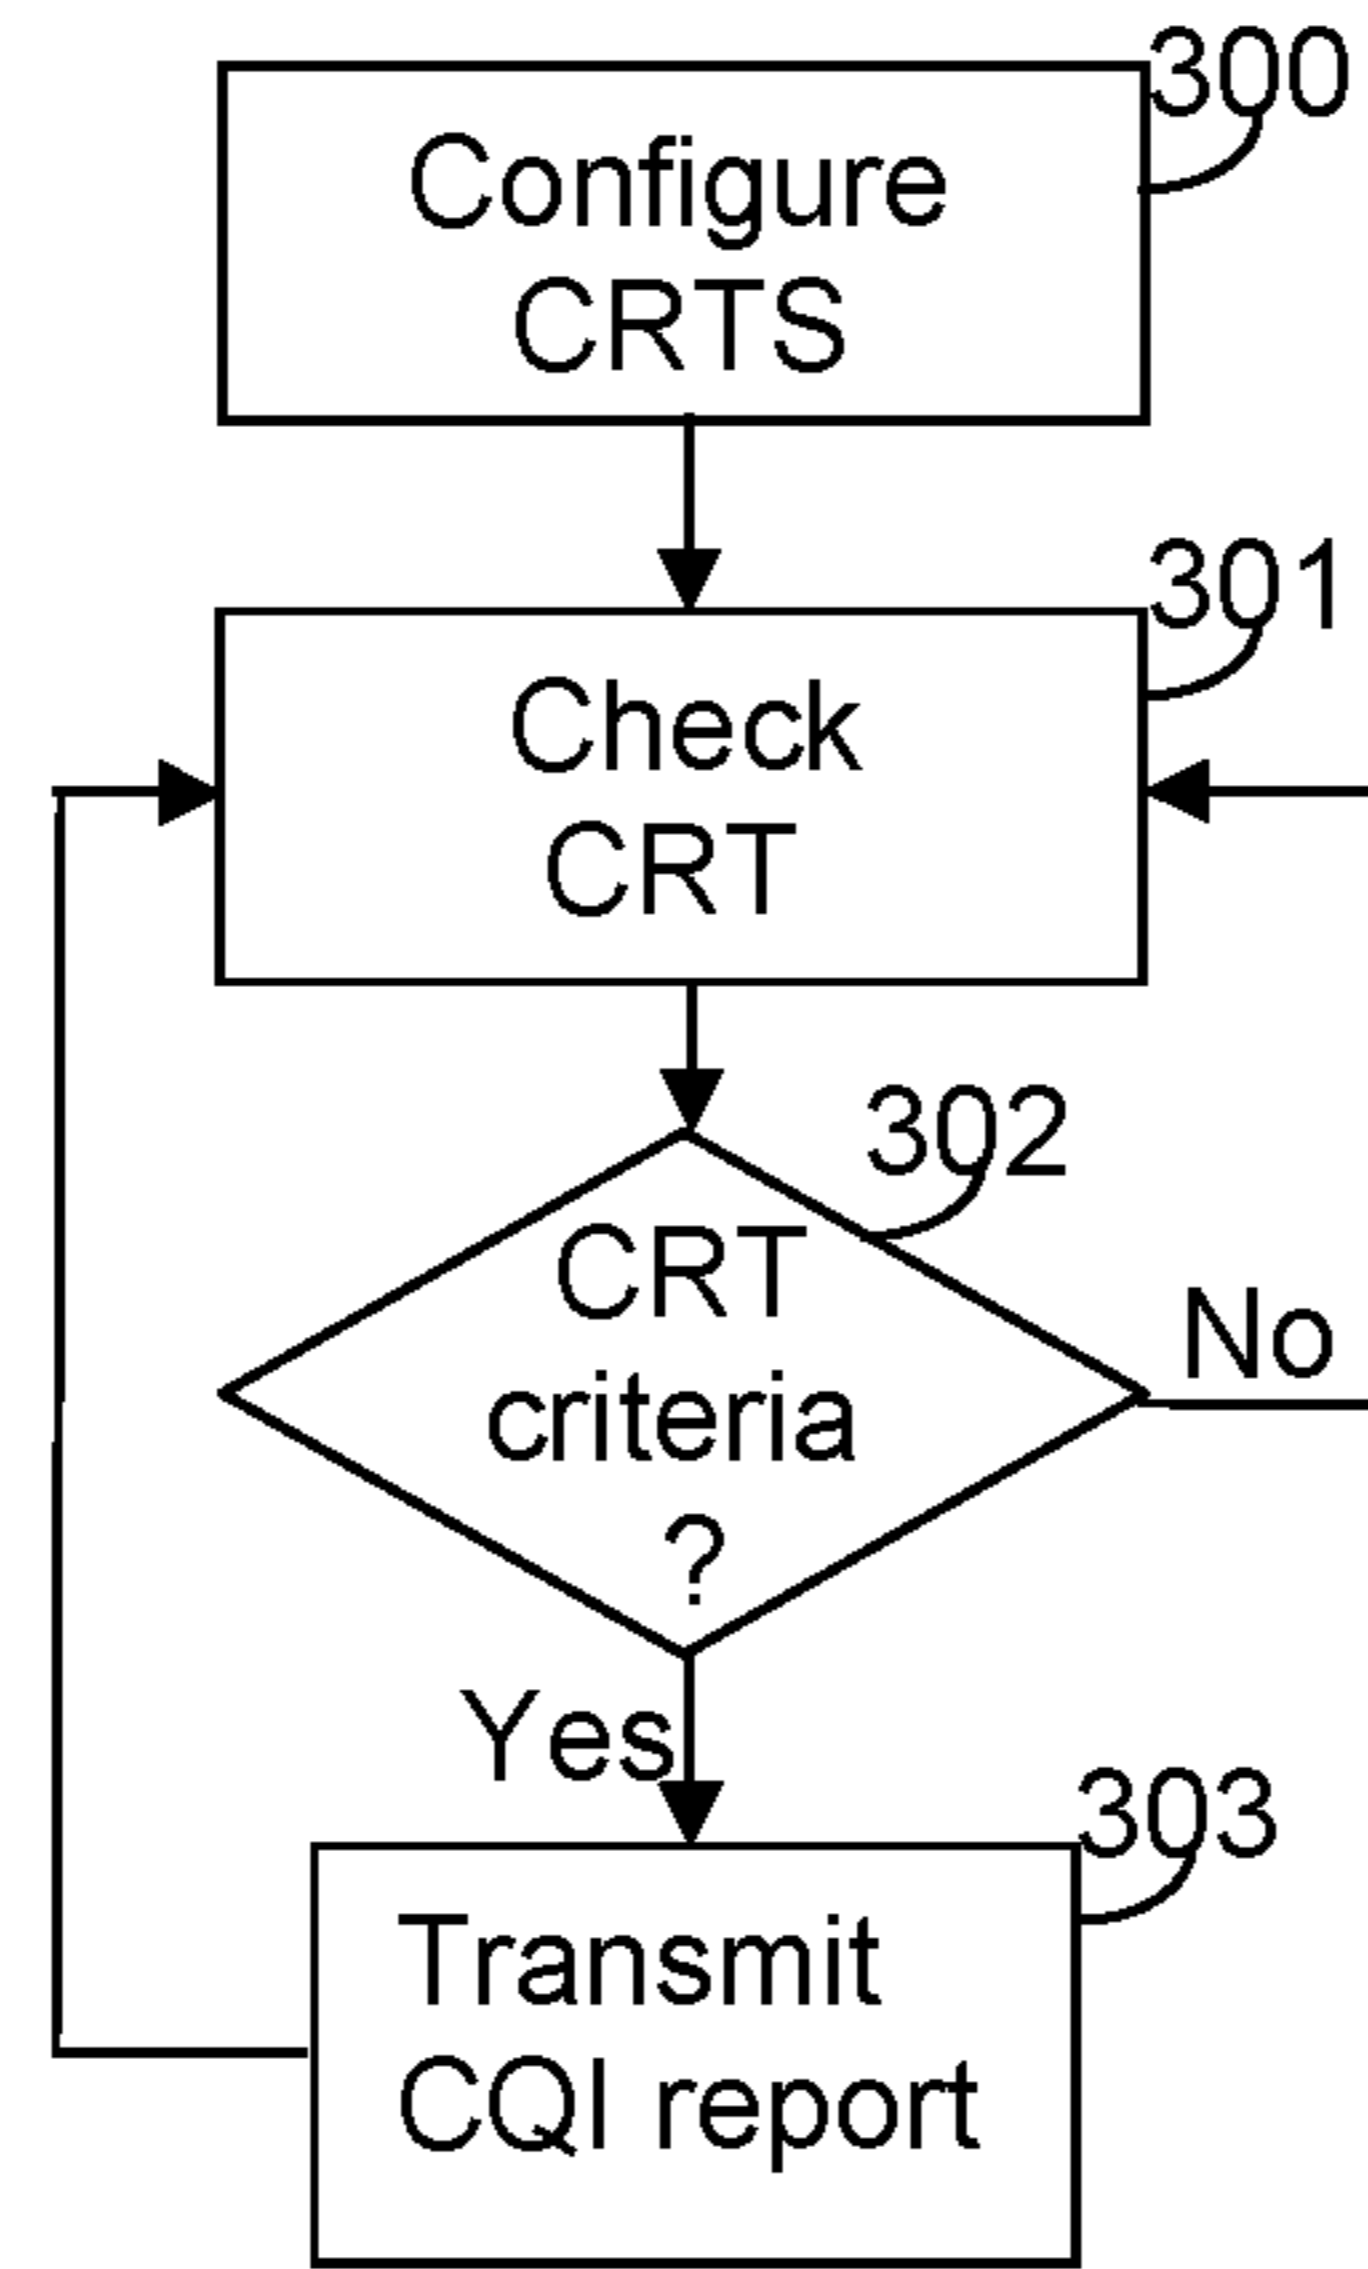 300
Configure
CRTS
301
Check
CRT
302
CRT
criteria
?
No
Yes
303
Transmit
CQI report